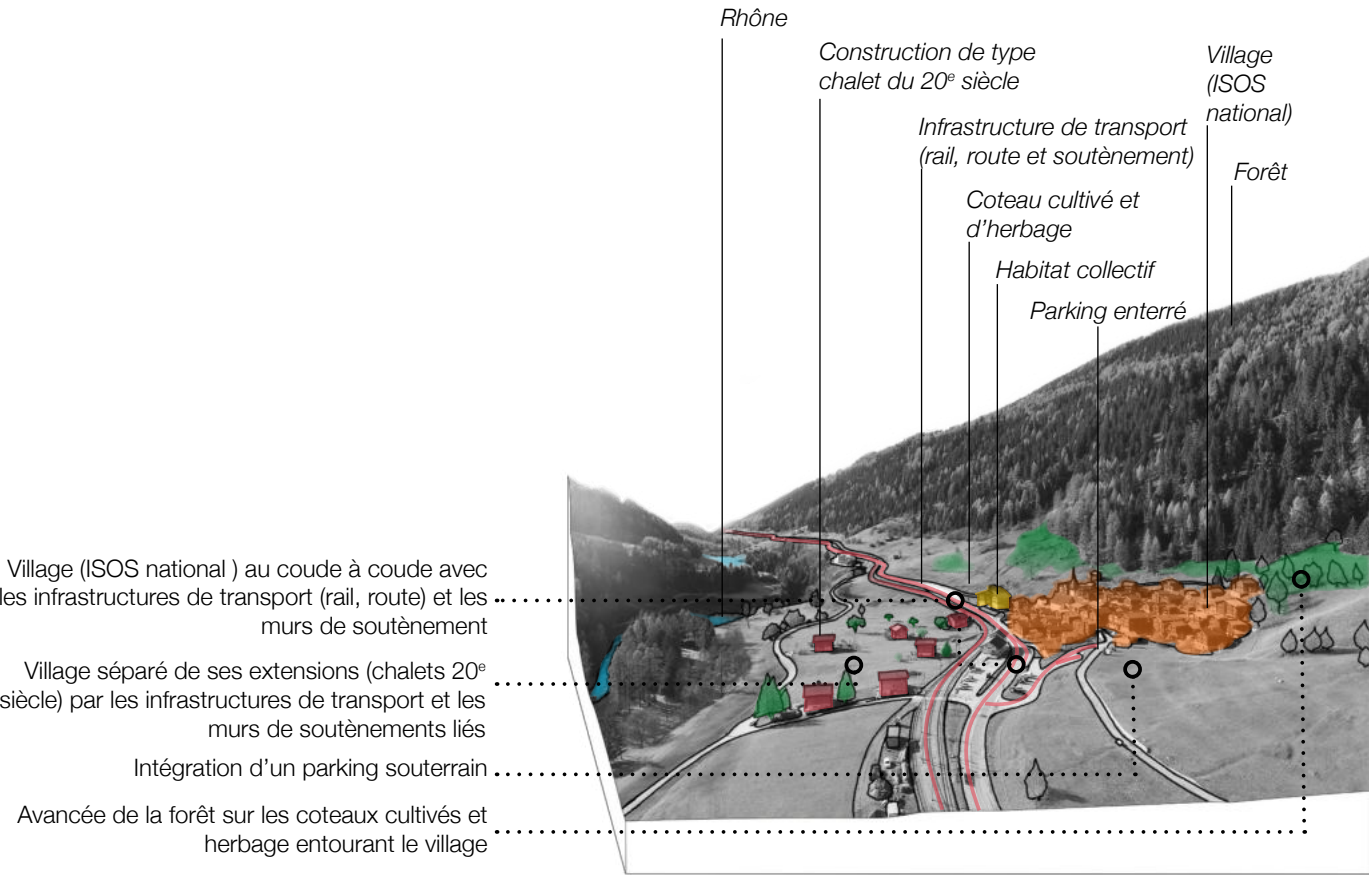 Rhône
Construction de type
chalet du 20e siècle
Village
(ISOS
national)
Infrastructure de transport
(rail, route et soutènement)
Forêt
Coteau cultivé et
d'herbage
Habitat collectif
Parking enterré
Village (ISOS national ) au coude à coude avec
les infrastructures de transport (rail, route) et les
murs de soutènement
Village séparé de ses extensions (chalets 20e
siècle) par les infrastructures de transport et les
murs de soutènements liés
Intégration d'un parking souterrain
Avancée de la forêt sur les coteaux cultivés et
herbage entourant le village